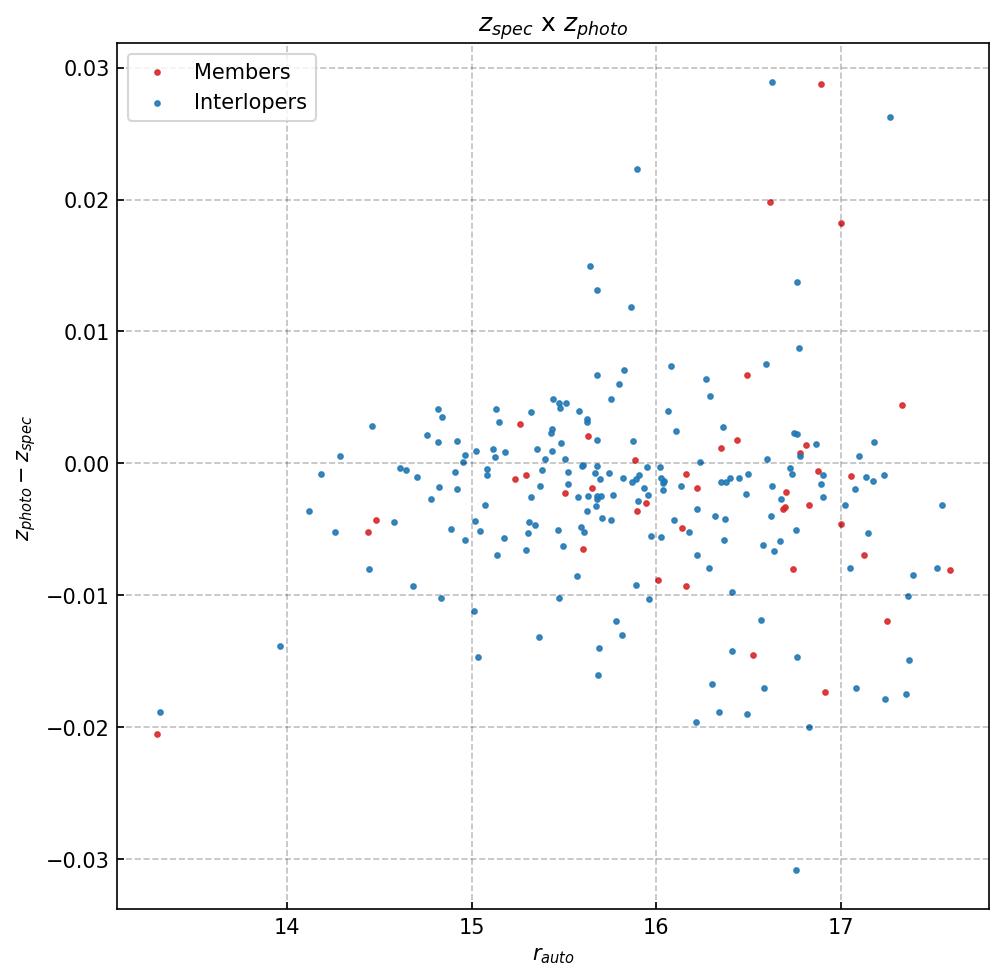 z_spec x z_photo
Members
Interlopers
0.03
0.02
0.01
0.00
−0.01
−0.02
−0.03
z_photo − z_spec
14
15
16
17
r_auto